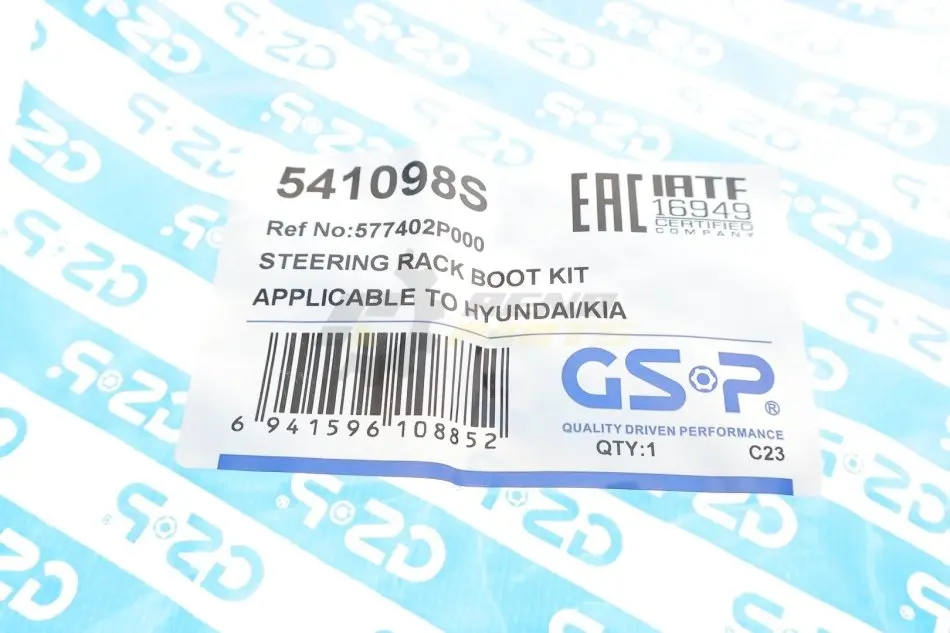 541098S
Ref No:577402P000
STEERING RACK BOOT KIT
APPLICABLE TO HYUNDAI/KIA
EAC
IATF
16949
CERTIFIED
COMPANY
6 941596 108852
GSP®
QUALITY DRIVEN PERFORMANCE
QTY:1
C23